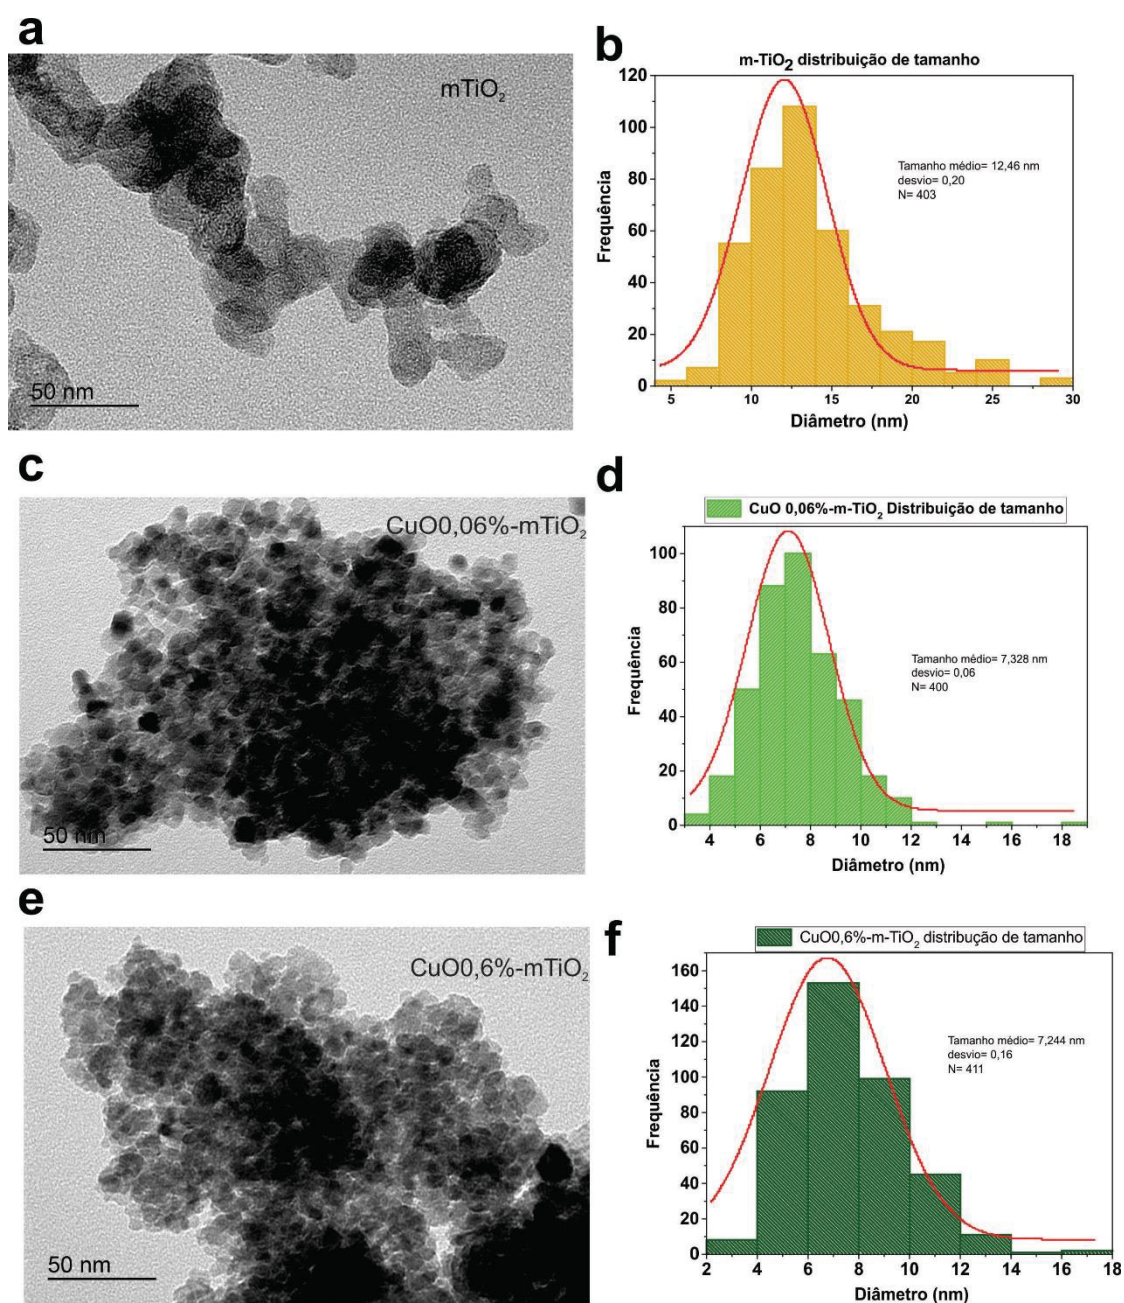 a
mTiO₂
50 nm
b
m-TiO₂ distribuição de tamanho
Frequência
120
100
80
60
40
20
0
Tamanho médio= 12,46 nm
desvio= 0,20
N= 403
5 10 15 20 25 30
Diâmetro (nm)
c
CuO0,06%-mTiO₂
50 nm
d
CuO 0,06%-m-TiO₂ Distribuição de tamanho
Frequência
100
80
60
40
20
0
Tamanho médio= 7,328 nm
desvio= 0,06
N= 400
4 6 8 10 12 14 16 18
Diâmetro (nm)
e
CuO0,6%-mTiO₂
50 nm
f
CuO0,6%-m-TiO₂ distribução de tamanho
Frequência
160
140
120
100
80
60
40
20
0
Tamanho médio= 7,244 nm
desvio= 0,16
N= 411
2 4 6 8 10 12 14 16 18
Diâmetro (nm)